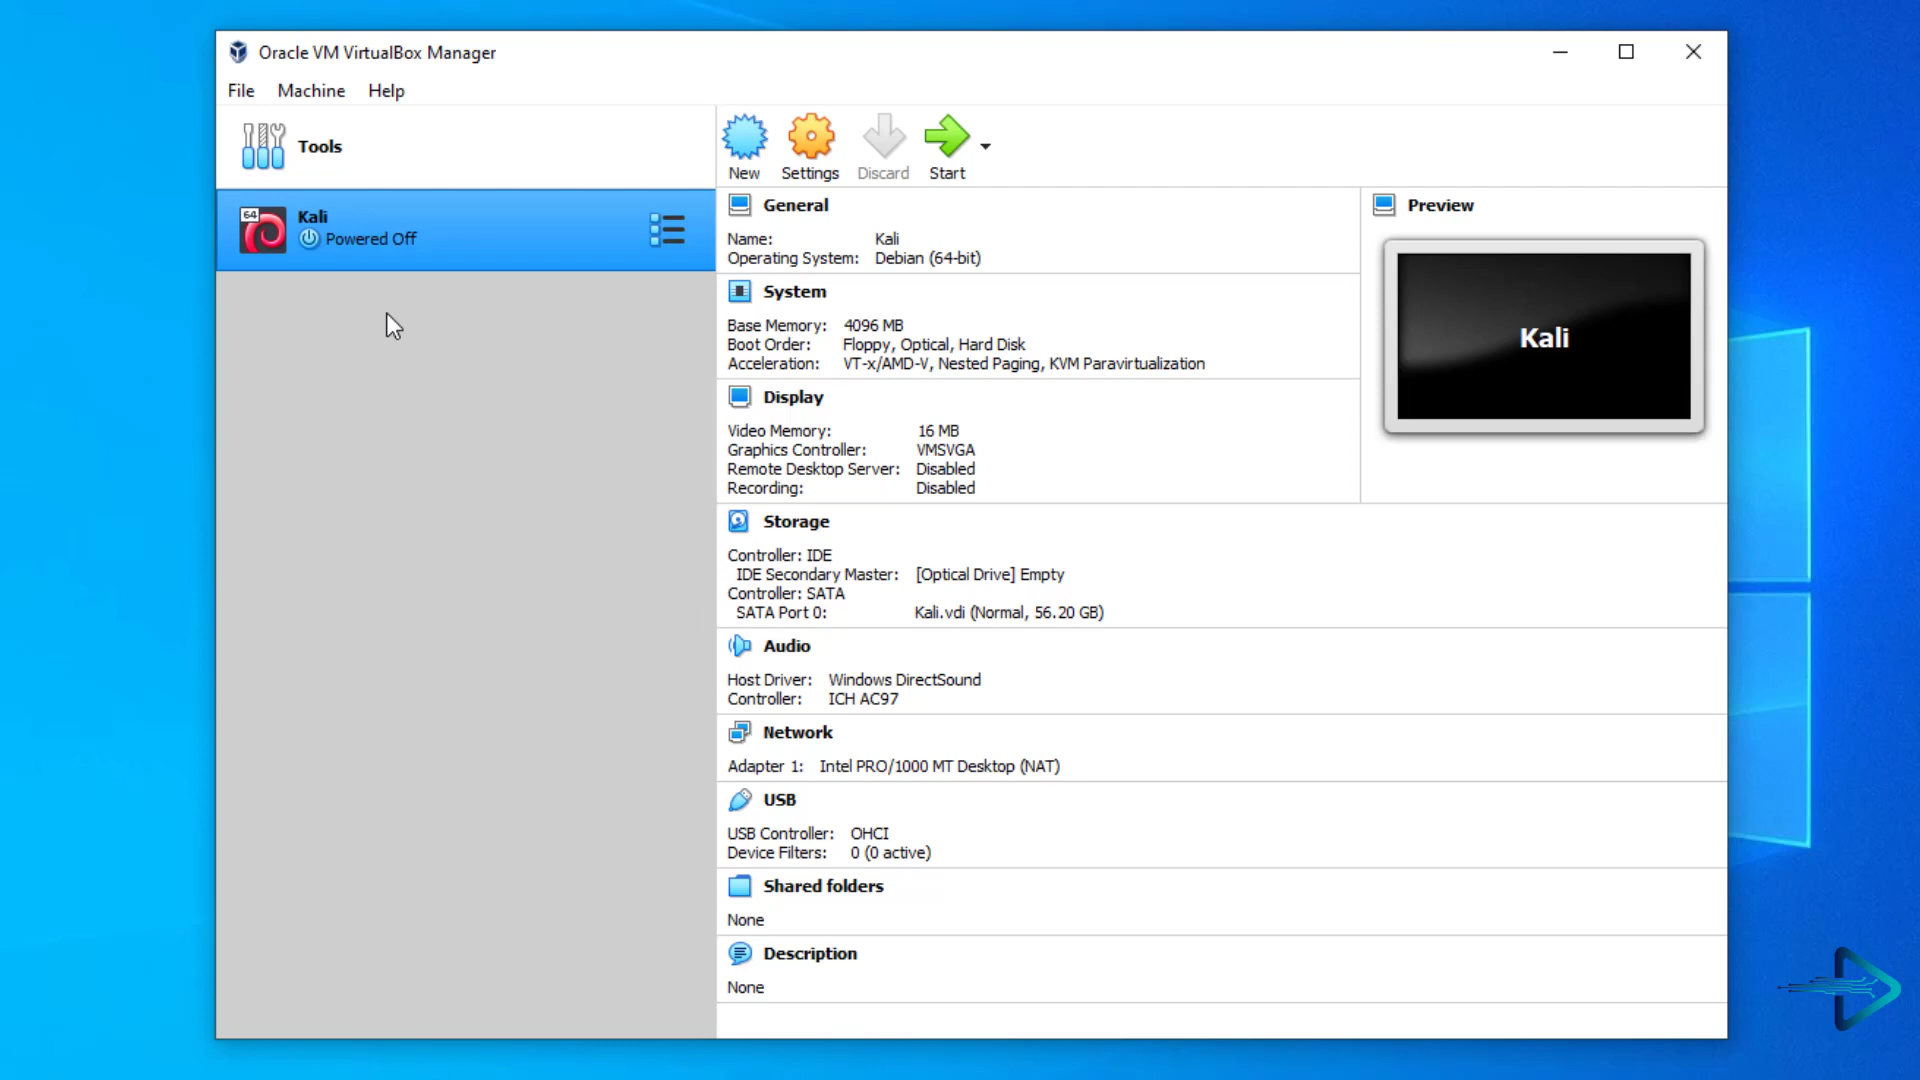 Oracle VM VirtualBox Manager
File Machine Help
Tools
New Settings Discard Start
64
Kali
Powered Off
General
Name: Kali
Operating System: Debian (64-bit)
System
Base Memory: 4096 MB
Boot Order: Floppy, Optical, Hard Disk
Acceleration: VT-x/AMD-V, Nested Paging, KVM Paravirtualization
Display
Video Memory: 16 MB
Graphics Controller: VMSVGA
Remote Desktop Server: Disabled
Recording: Disabled
Storage
Controller: IDE
IDE Secondary Master: [Optical Drive] Empty
Controller: SATA
SATA Port 0: Kali.vdi (Normal, 56.20 GB)
Audio
Host Driver: Windows DirectSound
Controller: ICH AC97
Network
Adapter 1: Intel PRO/1000 MT Desktop (NAT)
USB
USB Controller: OHCI
Device Filters: 0 (0 active)
Shared folders
None
Description
None
Preview
Kali